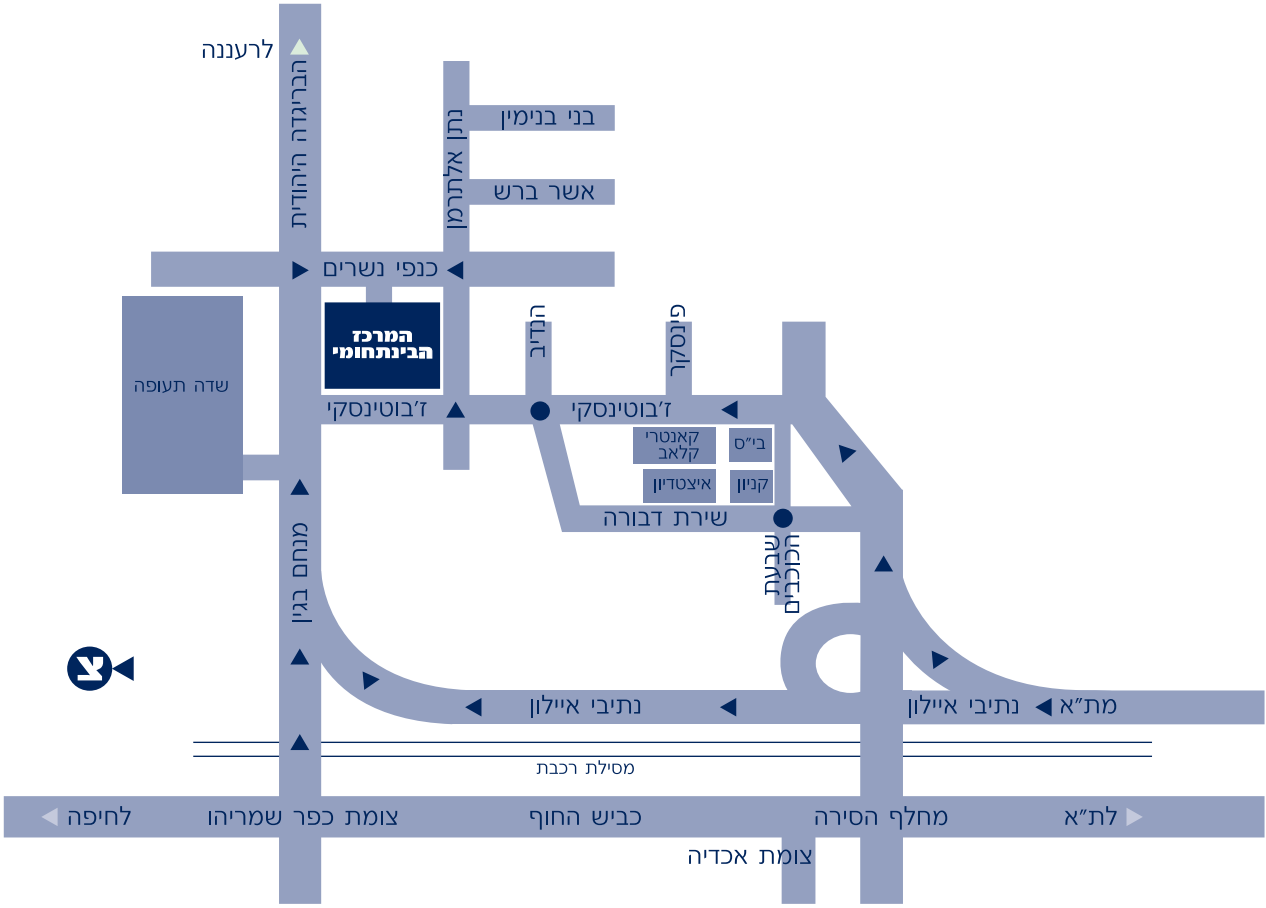 לרעננה
הבריגדה היהודית
נתן אלתרמן
בני בנימין
אשר ברש
כנפי נשרים
המרכז
הבינתחומי
הנדיב
פינסקר
שדה תעופה
ז'בוטינסקי
ז'בוטינסקי
קאנטרי
קלאב
בי"ס
איצטדיון
קניון
שירת דבורה
שבעת
הכוכבים
מנחם בגין
צ
מת"א
נתיבי איילון
נתיבי איילון
מסילת רכבת
לת"א
מחלף הסירה
כביש החוף
צומת כפר שמריהו
לחיפה
צומת אכדיה